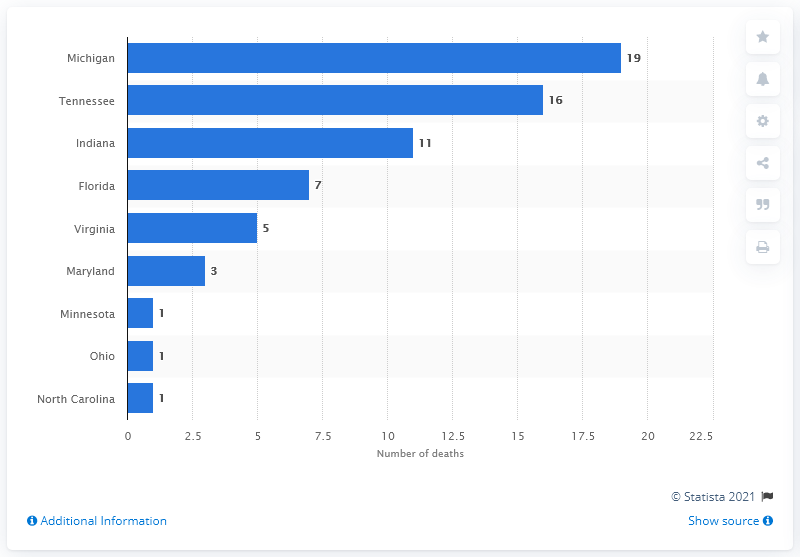 Michigan 19
Tennessee 16
Indiana 11
Florida 7
Virginia 5
Maryland 3
Minnesota 1
Ohio 1
North Carolina 1
0 2.5 5 7.5 10 12.5 15 17.5 20 22.5
Number of deaths
© Statista 2021
Additional Information Show source